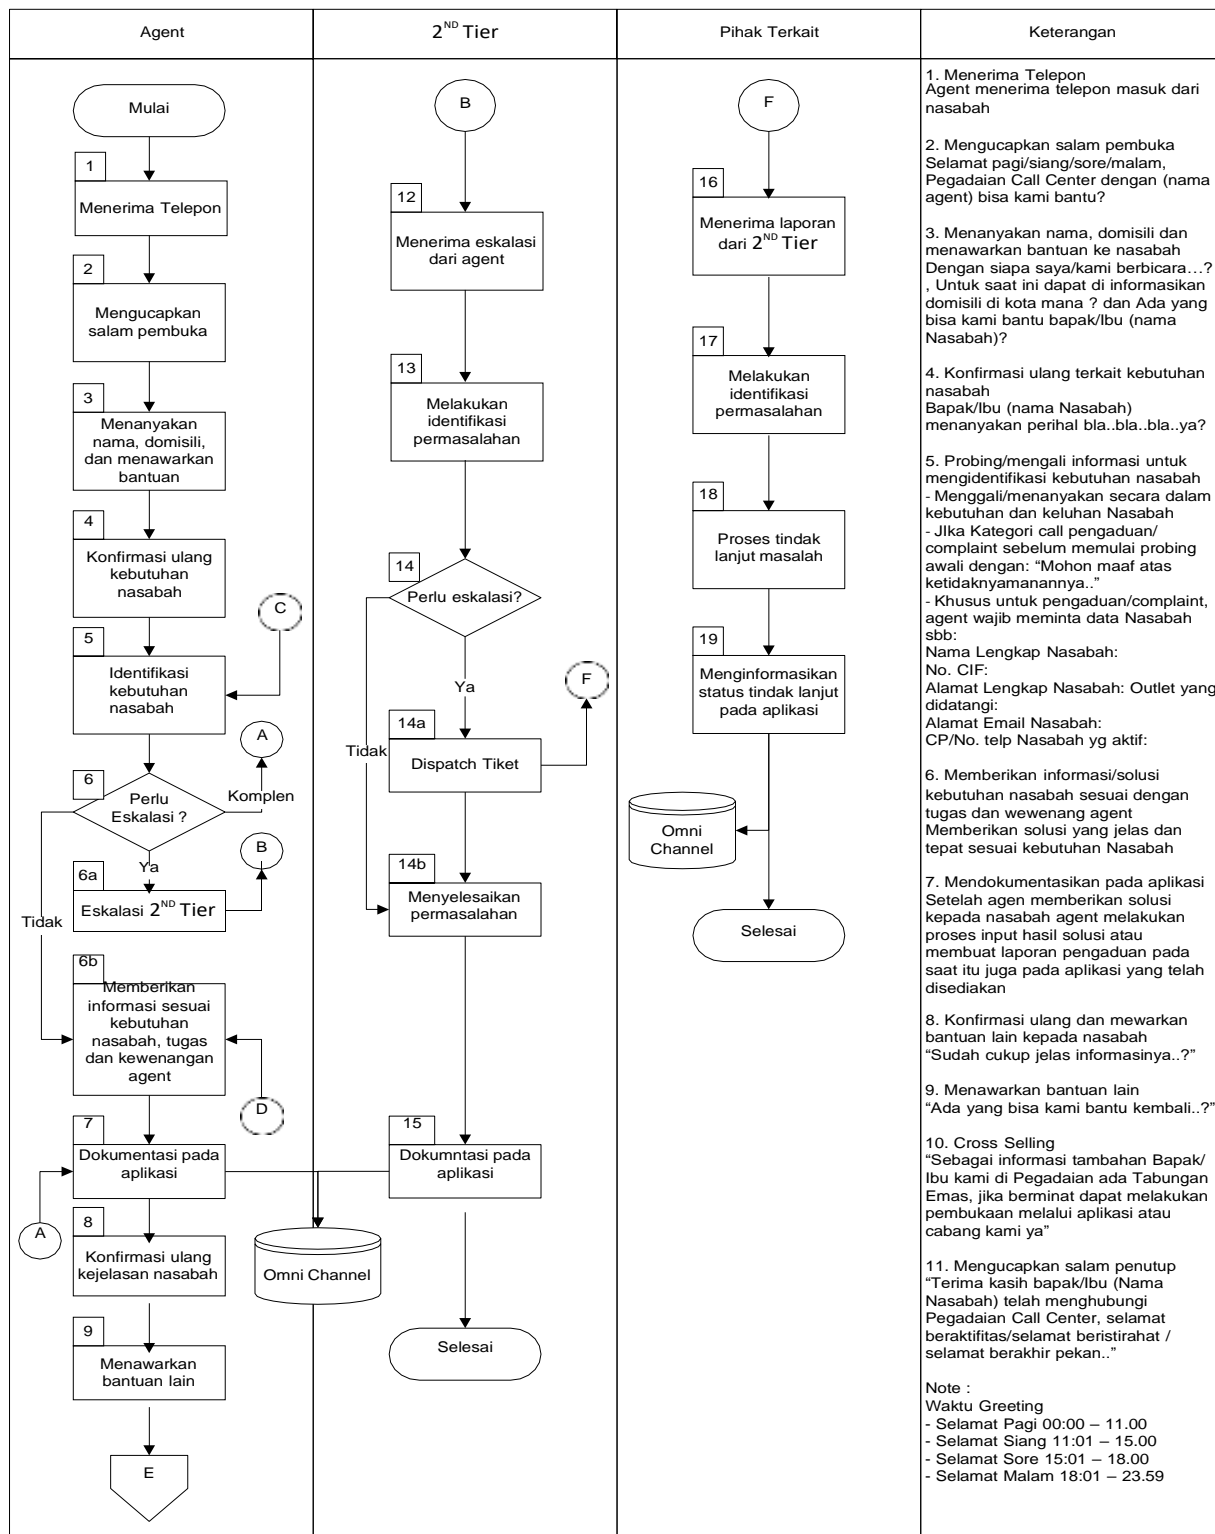 Agent
2ND Tier
Pihak Terkait
Keterangan
Mulai
1
Menerima Telepon
2
Mengucapkan
salam pembuka
3
Menanyakan
nama, domisili,
dan menawarkan
bantuan
4
Konfirmasi ulang
kebutuhan
nasabah
C
5
Identifikasi
kebutuhan
nasabah
A
6
Perlu
Eskalasi ?
Komplen
Ya
B
6a
Eskalasi 2ND Tier
Tidak
6b
Memberikan
informasi sesuai
kebutuhan
nasabah, tugas
dan kewenangan
agent
D
7
Dokumentasi pada
aplikasi
A
8
Konfirmasi ulang
kejelasan nasabah
Omni Channel
9
Menawarkan
bantuan lain
E
B
12
Menerima eskalasi
dari agent
13
Melakukan
identifikasi
permasalahan
14
Perlu eskalasi?
Ya
F
14a
Tidak
Dispatch Tiket
14b
Menyelesaikan
permasalahan
15
Dokumntasi pada
aplikasi
Selesai
F
16
Menerima laporan
dari 2ND Tier
17
Melakukan
identifikasi
permasalahan
18
Proses tindak
lanjut masalah
19
Menginformasikan
status tindak lanjut
pada aplikasi
Omni
Channel
Selesai
1. Menerima Telepon
Agent menerima telepon masuk dari
nasabah
2. Mengucapkan salam pembuka
Selamat pagi/siang/sore/malam,
Pegadaian Call Center dengan (nama
agent) bisa kami bantu?
3. Menanyakan nama, domisili dan
menawarkan bantuan ke nasabah
Dengan siapa saya/kami berbicara...?
, Untuk saat ini dapat di informasikan
domisili di kota mana ? dan Ada yang
bisa kami bantu bapak/Ibu (nama
Nasabah)?
4. Konfirmasi ulang terkait kebutuhan
nasabah
Bapak/Ibu (nama Nasabah)
menanyakan perihal bla..bla..bla..ya?
5. Probing/mengali informasi untuk
mengidentifikasi kebutuhan nasabah
- Menggali/menanyakan secara dalam
kebutuhan dan keluhan Nasabah
- JIka Kategori call pengaduan/
complaint sebelum memulai probing
awali dengan: “Mohon maaf atas
ketidaknyamanannya..”
- Khusus untuk pengaduan/complaint,
agent wajib meminta data Nasabah
sbb:
Nama Lengkap Nasabah:
No. CIF:
Alamat Lengkap Nasabah: Outlet yang
didatangi:
Alamat Email Nasabah:
CP/No. telp Nasabah yg aktif:
6. Memberikan informasi/solusi
kebutuhan nasabah sesuai dengan
tugas dan wewenang agent
Memberikan solusi yang jelas dan
tepat sesuai kebutuhan Nasabah
7. Mendokumentasikan pada aplikasi
Setelah agen memberikan solusi
kepada nasabah agent melakukan
proses input hasil solusi atau
membuat laporan pengaduan pada
saat itu juga pada aplikasi yang telah
disediakan
8. Konfirmasi ulang dan mewarkan
bantuan lain kepada nasabah
“Sudah cukup jelas informasinya..?”
9. Menawarkan bantuan lain
“Ada yang bisa kami bantu kembali..?”
10. Cross Selling
“Sebagai informasi tambahan Bapak/
Ibu kami di Pegadaian ada Tabungan
Emas, jika berminat dapat melakukan
pembukaan melalui aplikasi atau
cabang kami ya”
11. Mengucapkan salam penutup
“Terima kasih bapak/Ibu (Nama
Nasabah) telah menghubungi
Pegadaian Call Center, selamat
beraktifitas/selamat beristirahat /
selamat berakhir pekan..”
Note :
Waktu Greeting
- Selamat Pagi 00:00 – 11.00
- Selamat Siang 11:01 – 15.00
- Selamat Sore 15:01 – 18.00
- Selamat Malam 18:01 – 23.59